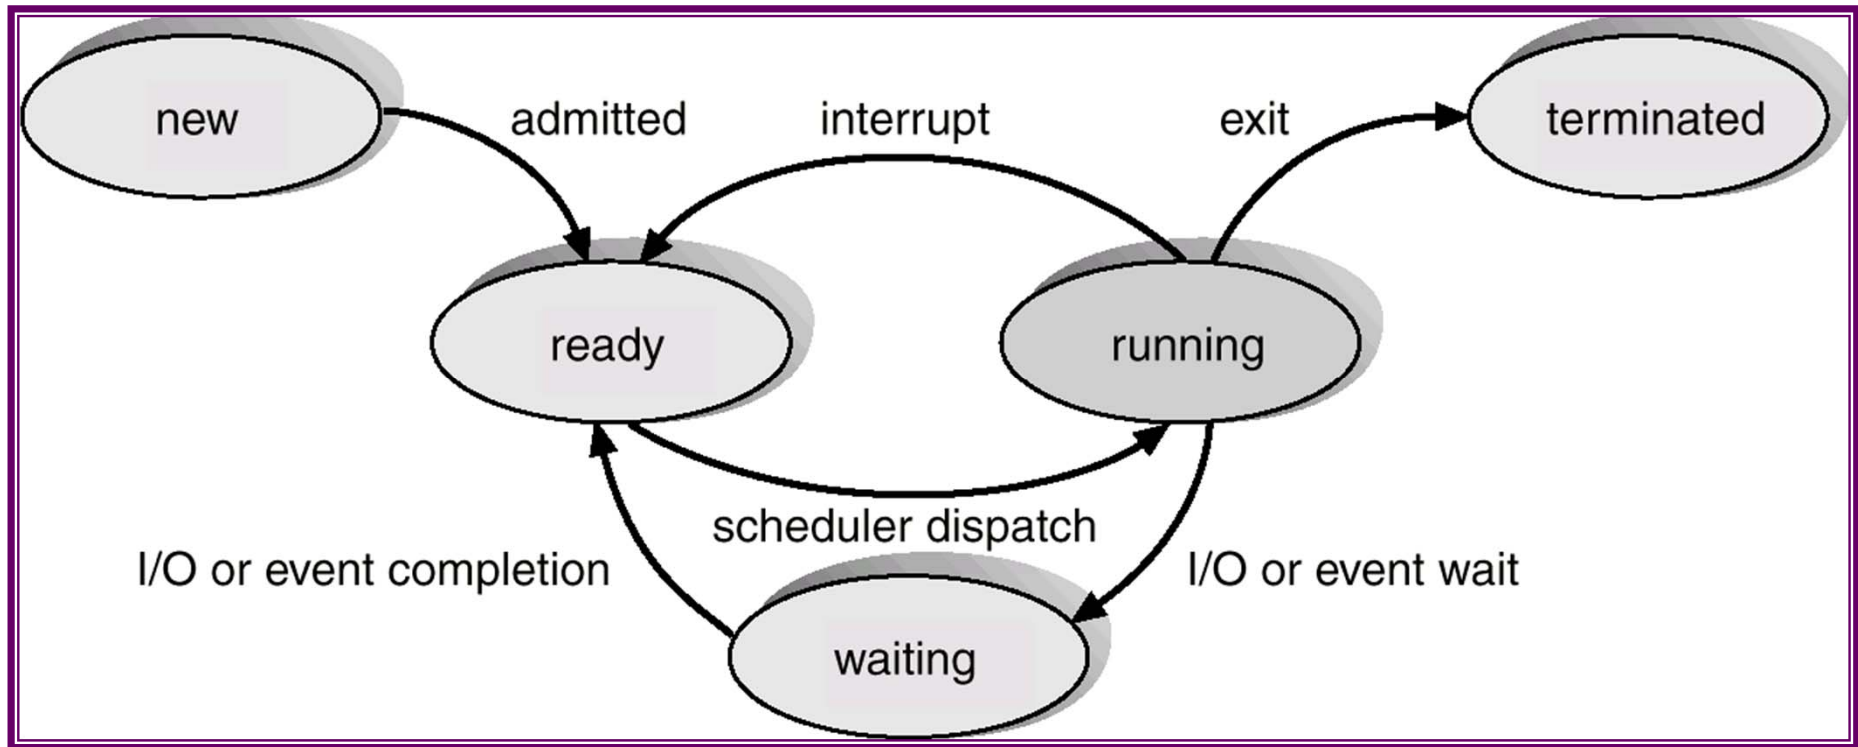 new
admitted
interrupt
exit
terminated
ready
running
scheduler dispatch
I/O or event completion
I/O or event wait
waiting